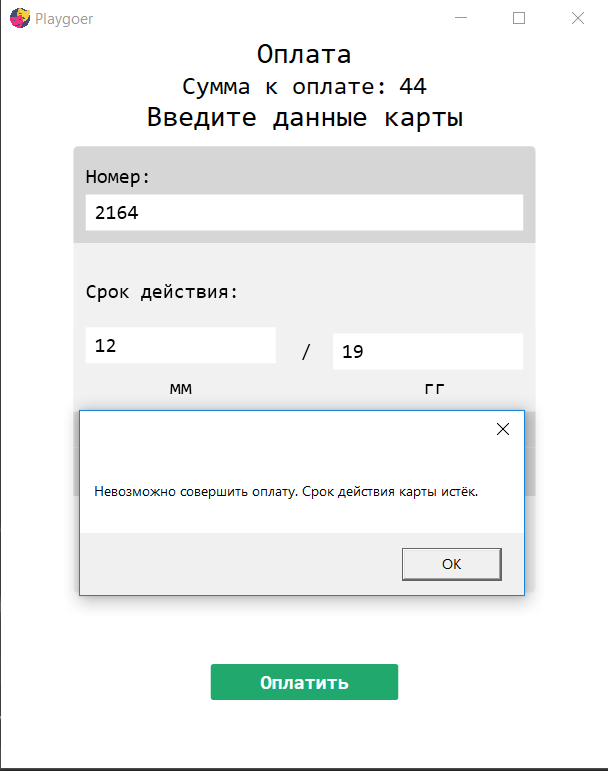 Playgoer
Оплата
Сумма к оплате: 44
Введите данные карты
Номер:
2164
Срок действия:
12 / 19
мм гг
Невозможно совершить оплату. Срок действия карты истёк.
OK
Оплатить